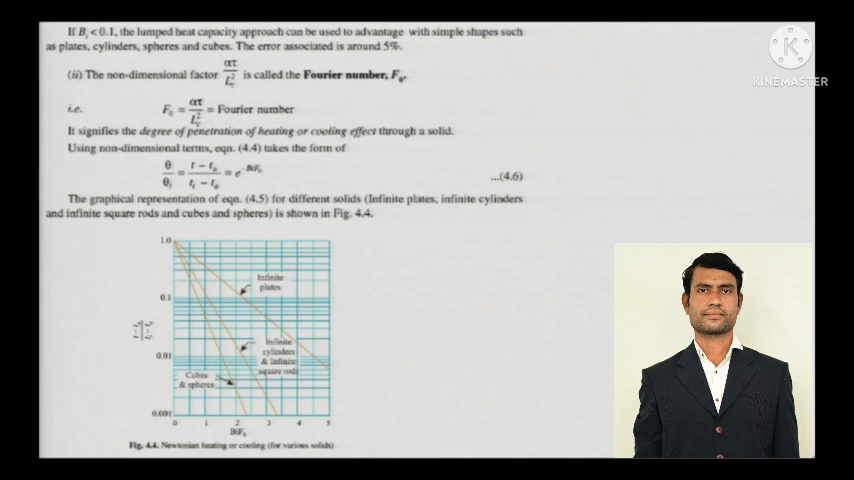 If Bi < 0.1, the lumped heat capacity approach can be used to advantage with simple shapes such
as plates, cylinders, spheres and cubes. The error associated is around 5%.
(ii) The non-dimensional factor ατ/L_c² is called the Fourier number, F₀.
i.e. F₀ = ατ/L_c² = Fourier number
It signifies the degree of penetration of heating or cooling effect through a solid.
Using non-dimensional terms, eqn. (4.4) takes the form of
θ/θi = (t − ta)/(ti − ta) = e^−BiF₀ ...(4.6)
The graphical representation of eqn. (4.5) for different solids (Infinite plates, infinite cylinders
and infinite square rods and cubes and spheres) is shown in Fig. 4.4.
1.0
Infinite
plates
0.1
Infinite
cylinders
& Infinite
square rods
0.01
Cubes
& spheres
0.001
0 1 2 3 4 5
BiF₀
Fig. 4.4. Newtonian heating or cooling (for various solids)
K
KINEMASTER